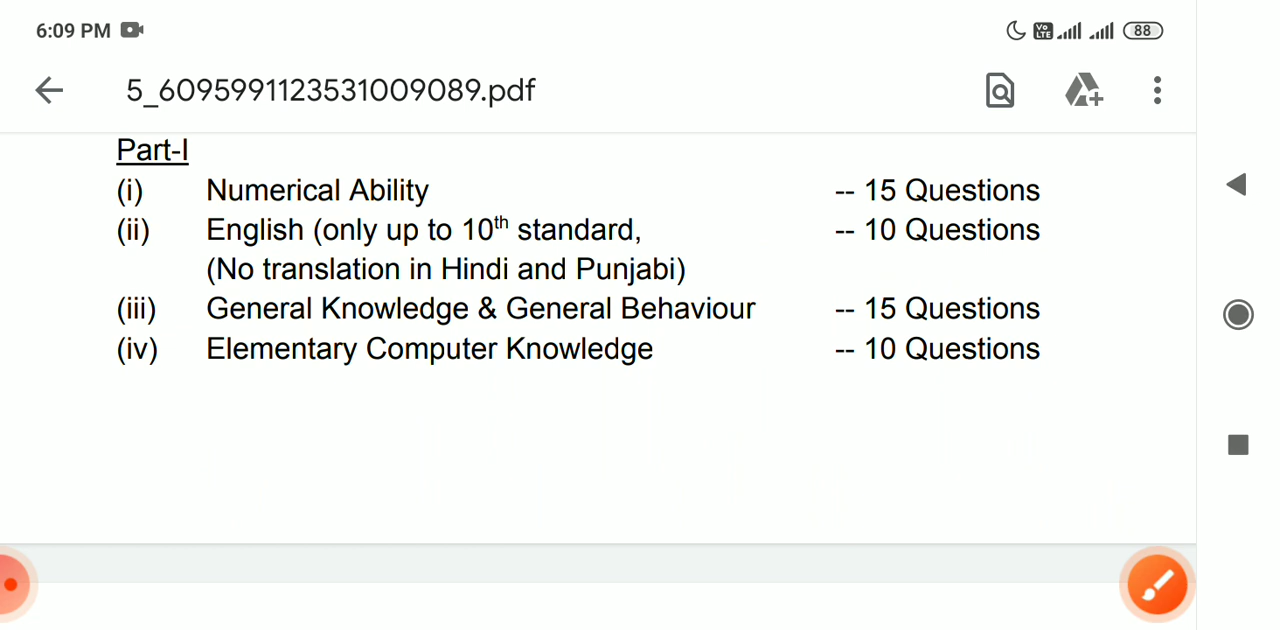 6:09 PM
Vo LTE 88
5_6095991123531009089.pdf
Part-I
(i) Numerical Ability -- 15 Questions
(ii) English (only up to 10th standard, -- 10 Questions
(No translation in Hindi and Punjabi)
(iii) General Knowledge & General Behaviour -- 15 Questions
(iv) Elementary Computer Knowledge -- 10 Questions